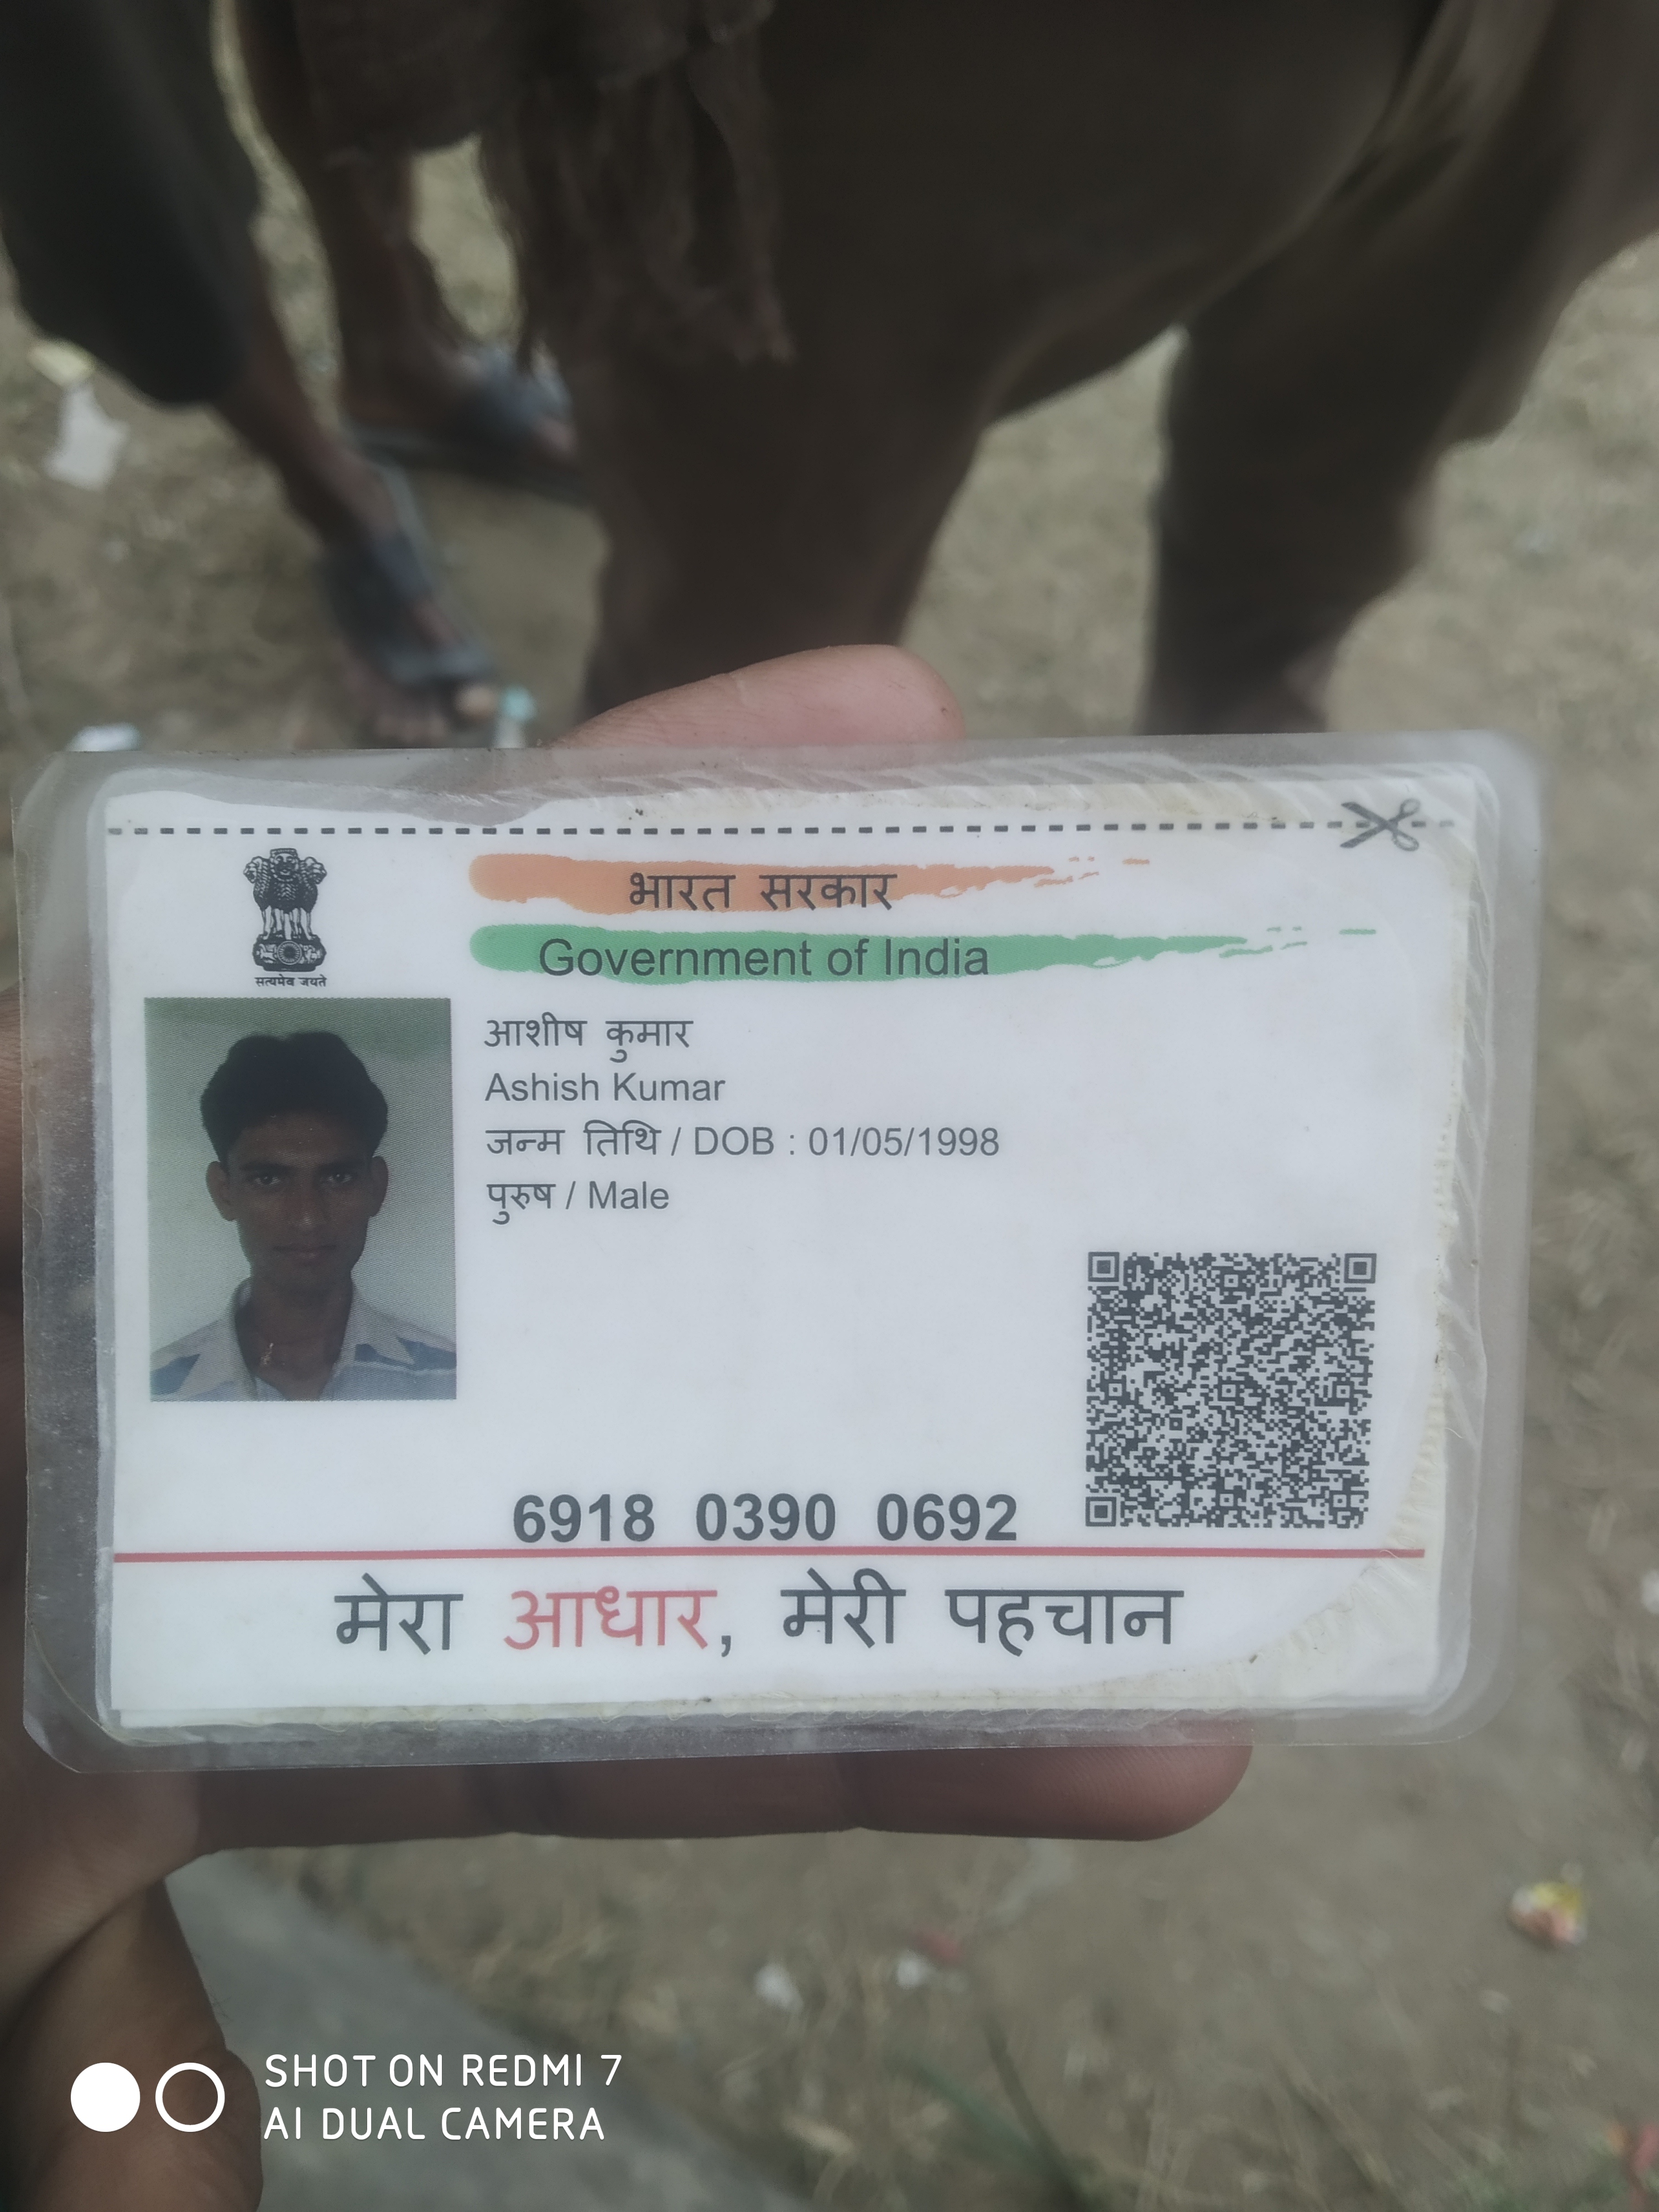 भारत सरकार
Government of India
सत्यमेव जयते
आशीष कुमार
Ashish Kumar
जन्म तिथि / DOB : 01/05/1998
पुरुष / Male
6918 0390 0692
मेरा आधार, मेरी पहचान
SHOT ON REDMI 7
AI DUAL CAMERA